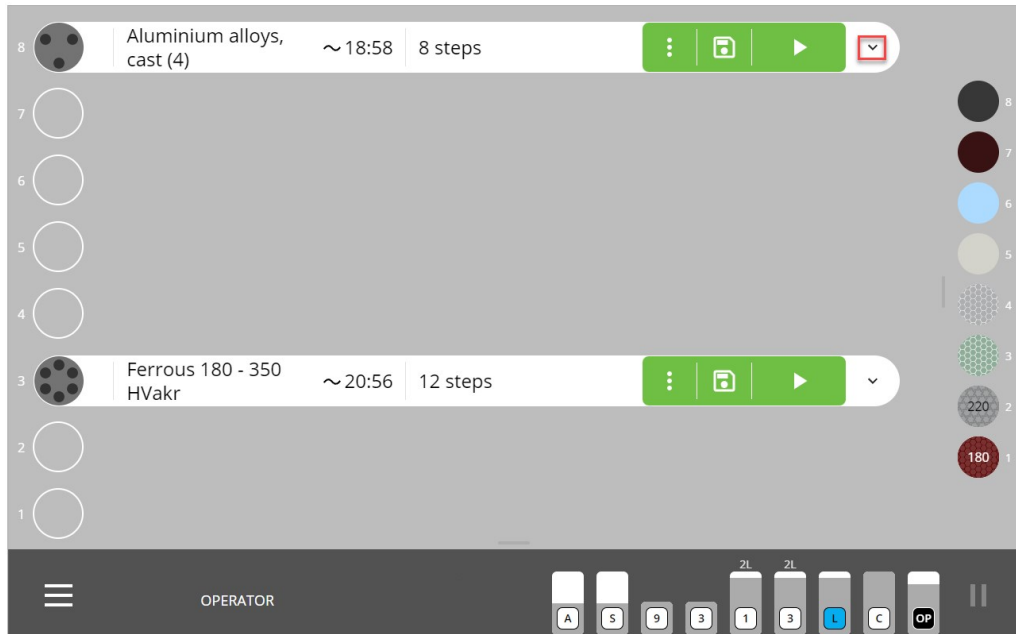 8
Aluminium alloys,
cast (4)
~18:58
8 steps
7
6
5
4
3
Ferrous 180 - 350
HVakr
~20:56
12 steps
2
1
8
7
6
5
4
3
220 2
180 1
OPERATOR
2L 2L
A S 9 3 1 3 L C OP